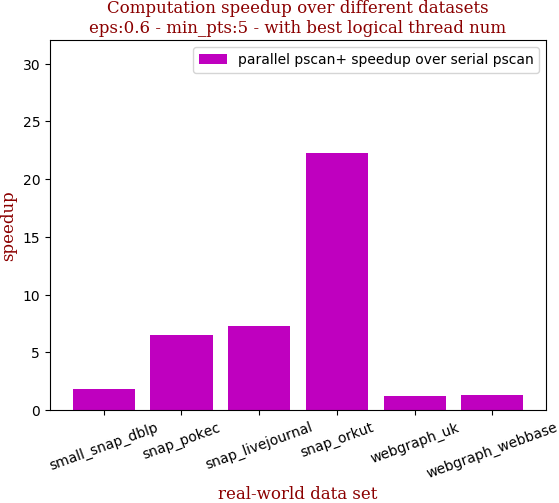 Computation speedup over different datasets
eps:0.6 - min_pts:5 - with best logical thread num
parallel pscan+ speedup over serial pscan
speedup
30
25
20
15
10
5
0
small_snap_dblp
snap_pokec
snap_livejournal
snap_orkut
webgraph_uk
webgraph_webbase
real-world data set